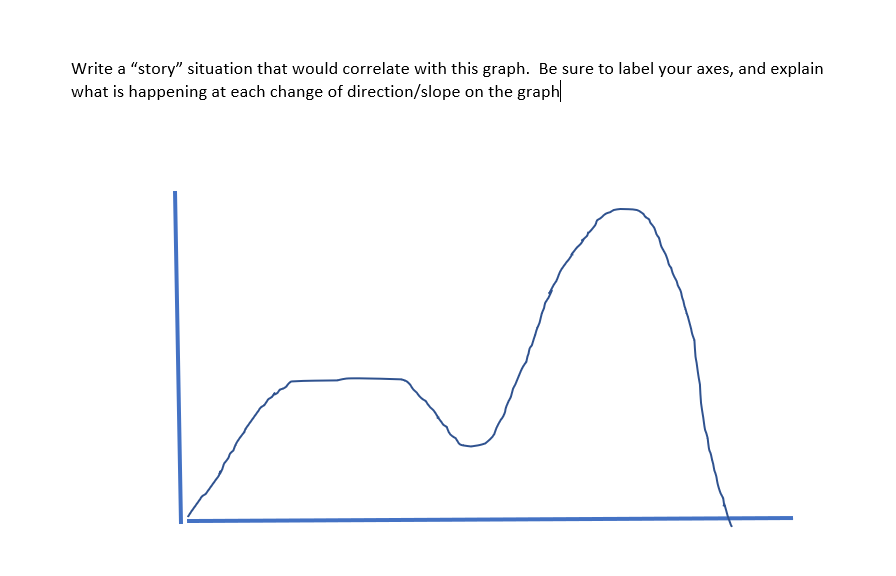 Write a “story” situation that would correlate with this graph.  Be sure to label your axes, and explain
what is happening at each change of direction/slope on the graph